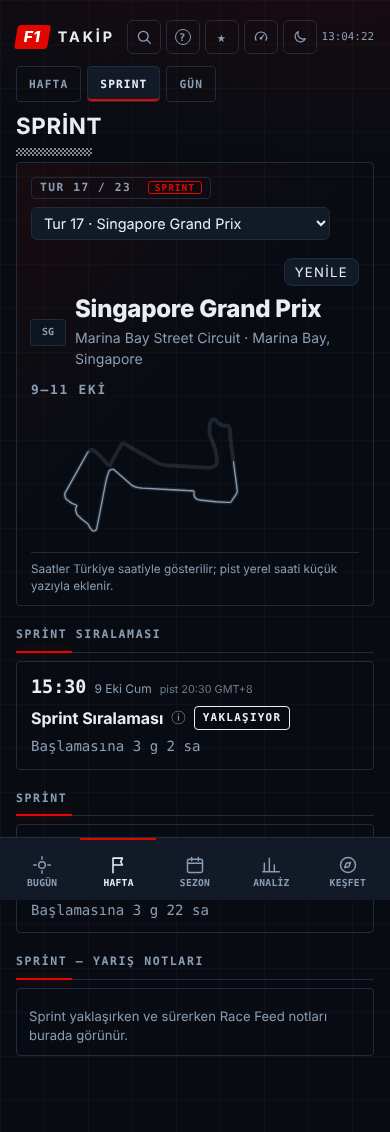 F1 TAKİP ? ★ 13:04:22
HAFTA SPRINT GÜN
SPRİNT
TUR 17 / 23 SPRINT
Tur 17 · Singapore Grand Prix
YENİLE
SG
Singapore Grand Prix
Marina Bay Street Circuit · Marina Bay,
Singapore
9–11 EKİ
Saatler Türkiye saatiyle gösterilir; pist yerel saati küçük
yazıyla eklenir.
SPRİNT SIRALAMASI
15:30 9 Eki Cum pist 20:30 GMT+8
Sprint Sıralaması ⓘ YAKLAŞIYOR
Başlamasına 3 g 2 sa
SPRİNT
BUGÜN HAFTA SEZON ANALİZ KEŞFET
Başlamasına 3 g 22 sa
SPRİNT — YARIŞ NOTLARI
Sprint yaklaşırken ve sürerken Race Feed notları
burada görünür.